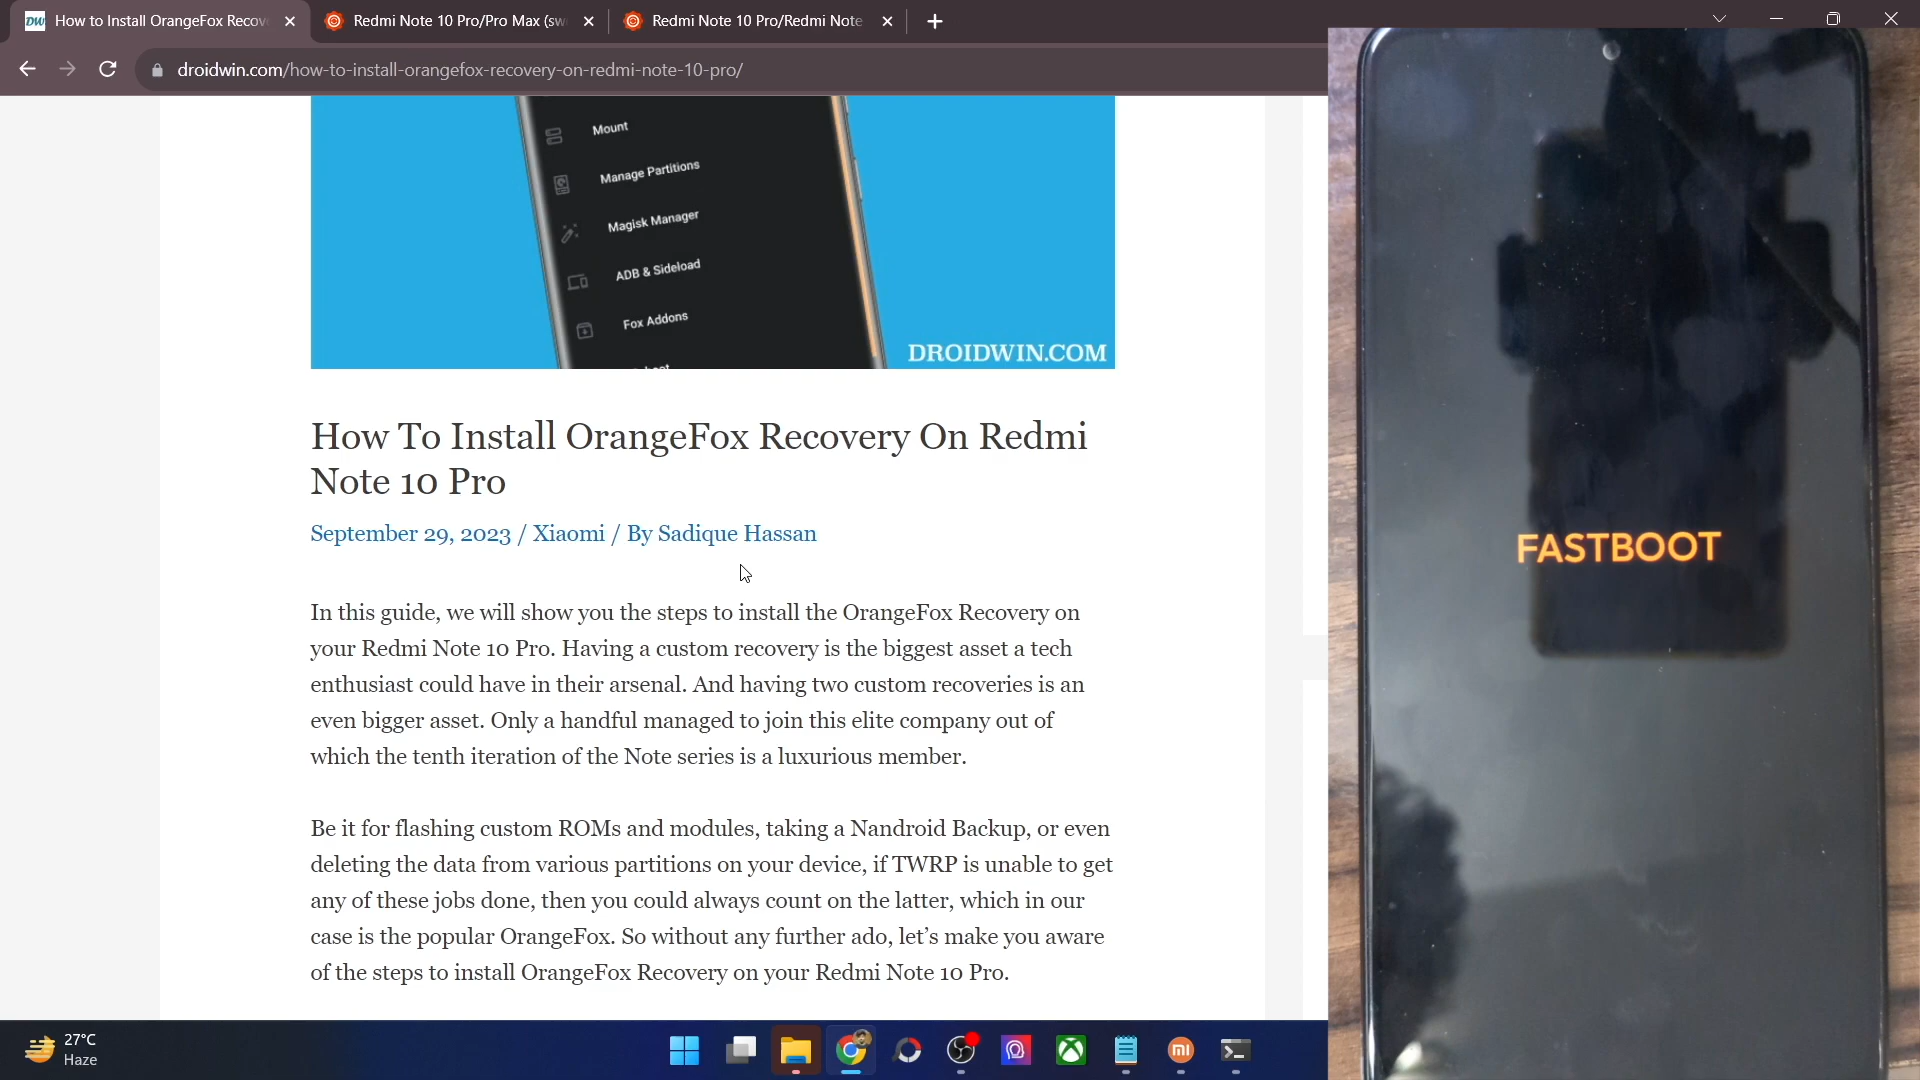 How to Install OrangeFox Recov
Redmi Note 10 Pro/Pro Max (sw
Redmi Note 10 Pro/Redmi Note
droidwin.com/how-to-install-orangefox-recovery-on-redmi-note-10-pro/
Mount
Manage Partitions
Magisk Manager
ADB & Sideload
Fox Addons
DROIDWIN.COM
How To Install OrangeFox Recovery On Redmi
Note 10 Pro
September 29, 2023 / Xiaomi / By Sadique Hassan
In this guide, we will show you the steps to install the OrangeFox Recovery on
your Redmi Note 10 Pro. Having a custom recovery is the biggest asset a tech
enthusiast could have in their arsenal. And having two custom recoveries is an
even bigger asset. Only a handful managed to join this elite company out of
which the tenth iteration of the Note series is a luxurious member.
Be it for flashing custom ROMs and modules, taking a Nandroid Backup, or even
deleting the data from various partitions on your device, if TWRP is unable to get
any of these jobs done, then you could always count on the latter, which in our
case is the popular OrangeFox. So without any further ado, let’s make you aware
of the steps to install OrangeFox Recovery on your Redmi Note 10 Pro.
FASTBOOT
27°C
Haze